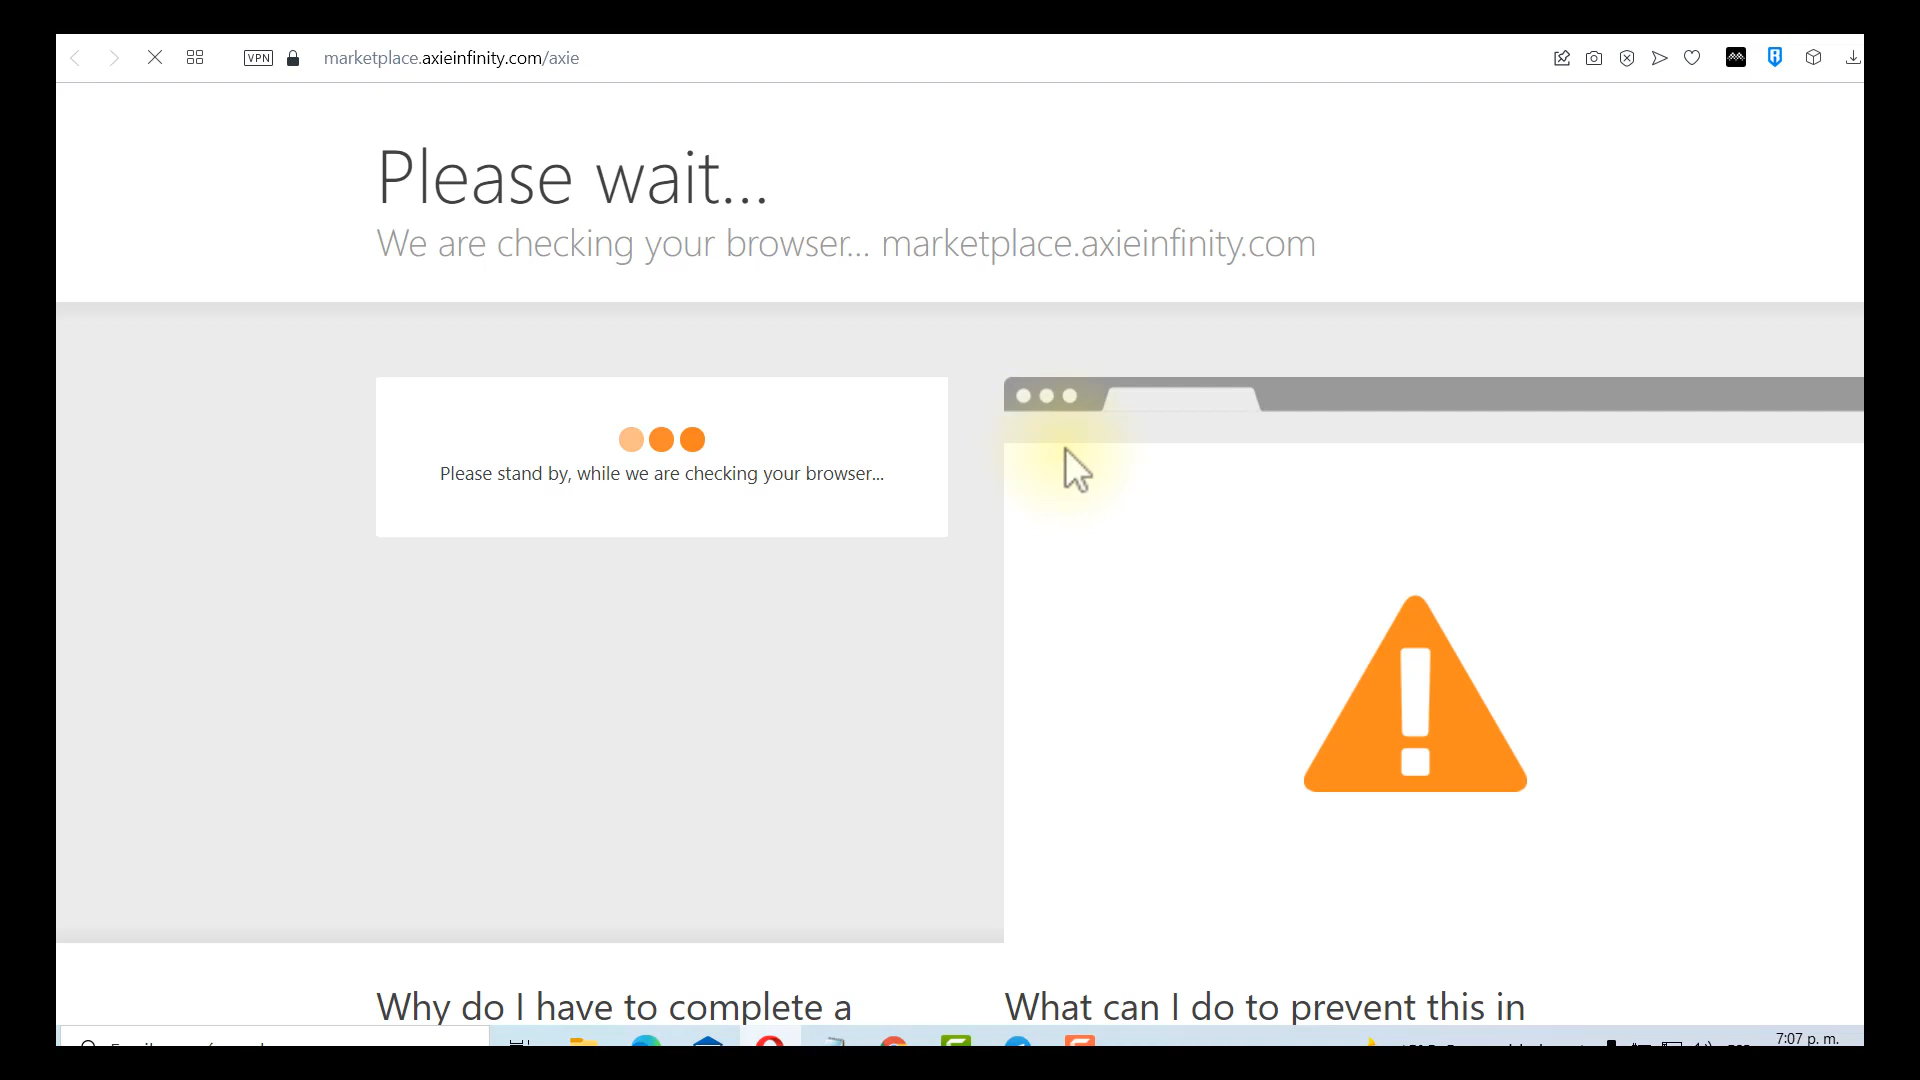 VPN marketplace.axieinfinity.com/axie
Please wait...
We are checking your browser... marketplace.axieinfinity.com
Please stand by, while we are checking your browser...
Why do I have to complete a
What can I do to prevent this in
7:07 p. m.